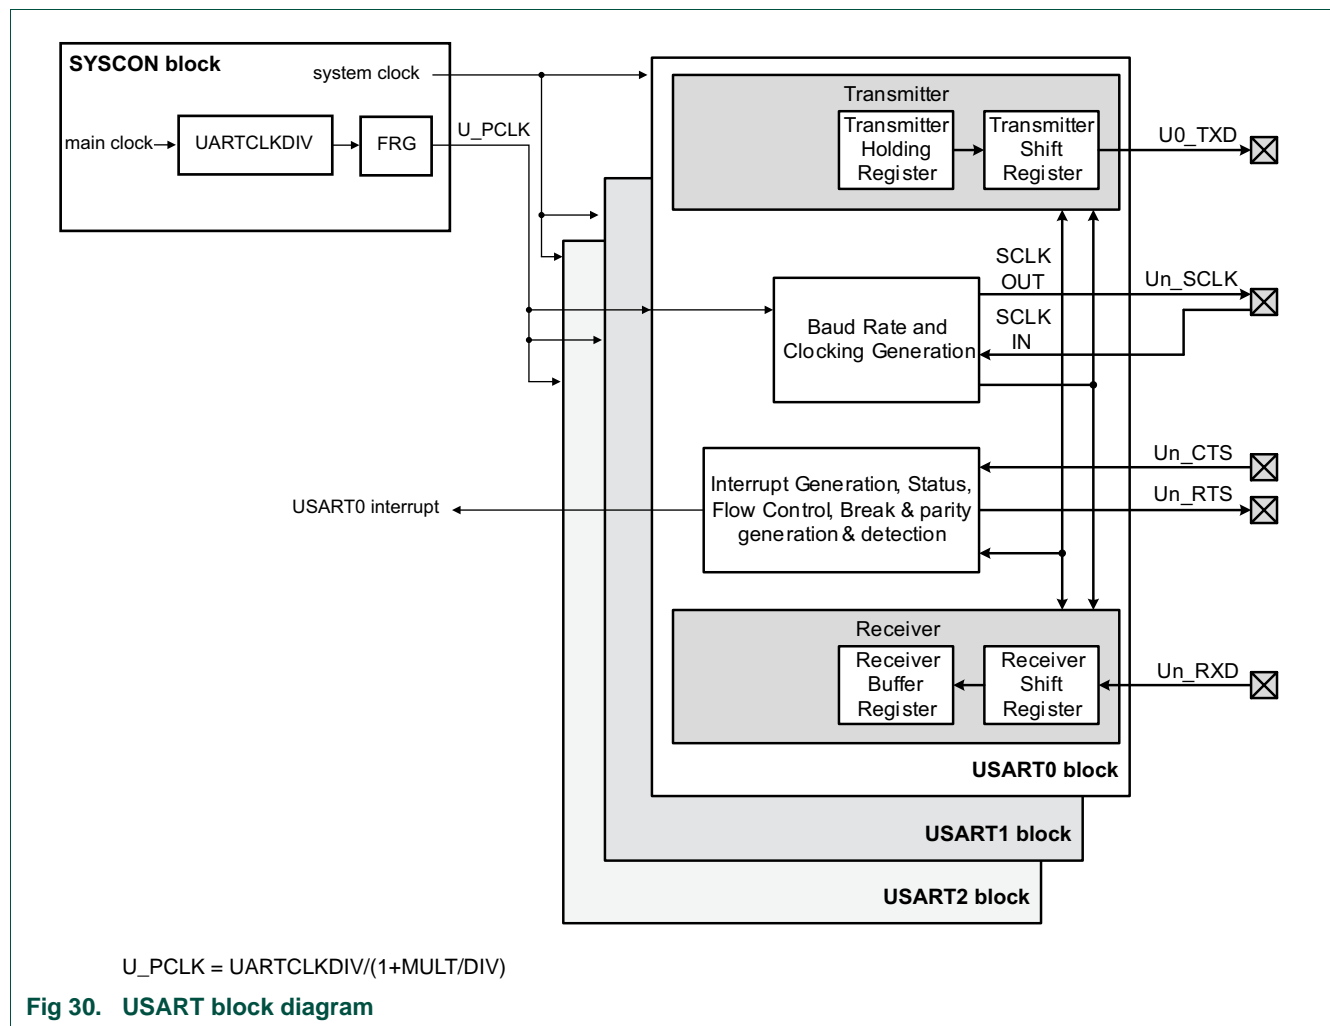 SYSCON block
system clock
main clock
UARTCLKDIV
FRG
U_PCLK
Transmitter
Transmitter
Holding
Register
Transmitter
Shift
Register
U0_TXD
SCLK
OUT
Un_SCLK
SCLK
IN
Baud Rate and
Clocking Generation
Un_CTS
Un_RTS
Interrupt Generation, Status,
Flow Control, Break & parity
generation & detection
USART0 interrupt
Receiver
Receiver
Buffer
Register
Receiver
Shift
Register
Un_RXD
USART0 block
USART1 block
USART2 block
U_PCLK = UARTCLKDIV/(1+MULT/DIV)
Fig 30. USART block diagram